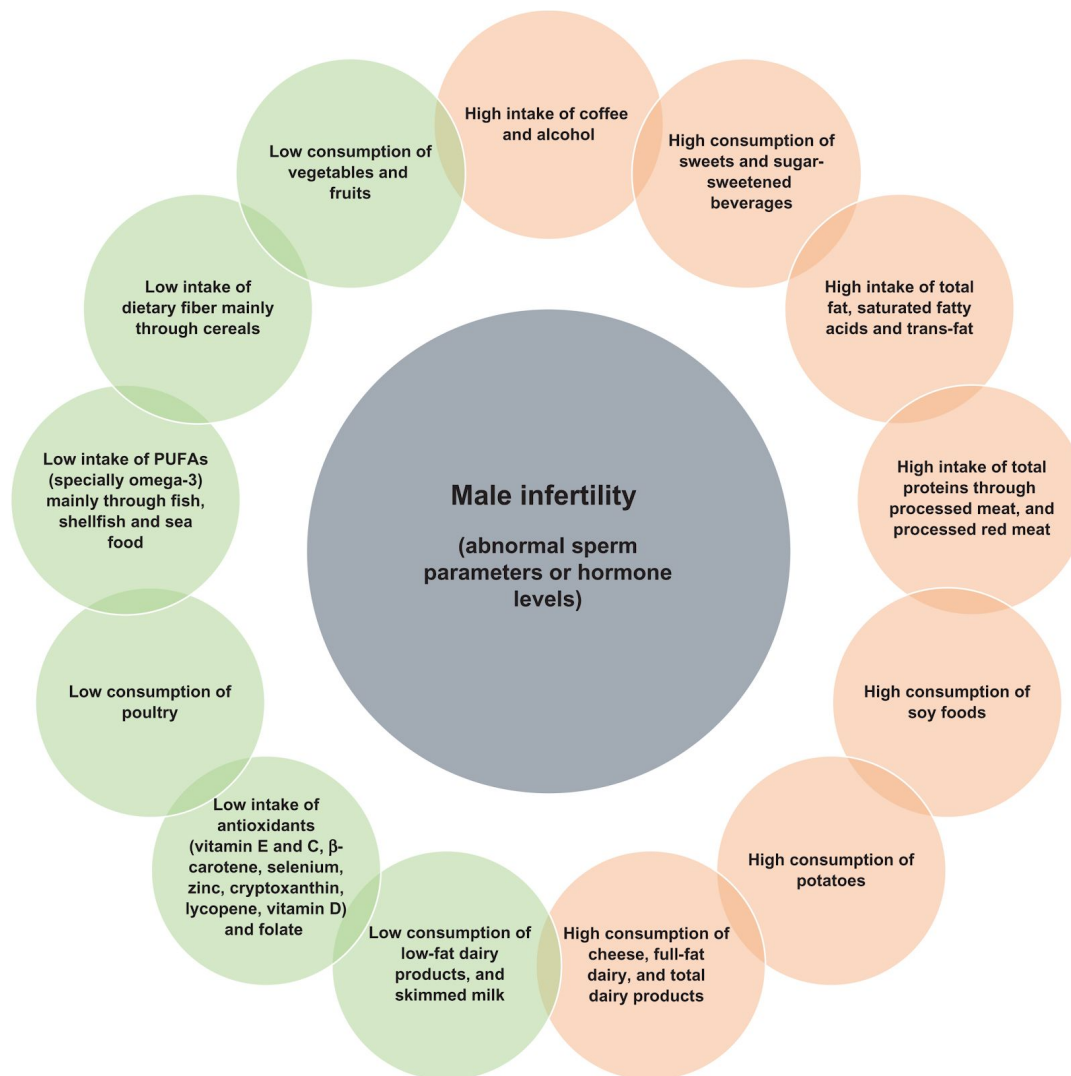 High intake of coffee
and alcohol
High consumption of
sweets and sugar-
sweetened
beverages
High intake of total
fat, saturated fatty
acids and trans-fat
High intake of total
proteins through
processed meat, and
processed red meat
High consumption of
soy foods
High consumption of
potatoes
High consumption of
cheese, full-fat
dairy, and total
dairy products
Low consumption of
low-fat dairy
products, and
skimmed milk
Low intake of
antioxidants
(vitamin E and C, β-
carotene, selenium,
zinc, cryptoxanthin,
lycopene, vitamin D)
and folate
Low consumption of
poultry
Low intake of PUFAs
(specially omega-3)
mainly through fish,
shellfish and sea
food
Low intake of
dietary fiber mainly
through cereals
Low consumption of
vegetables and
fruits
Male infertility
(abnormal sperm
parameters or hormone
levels)